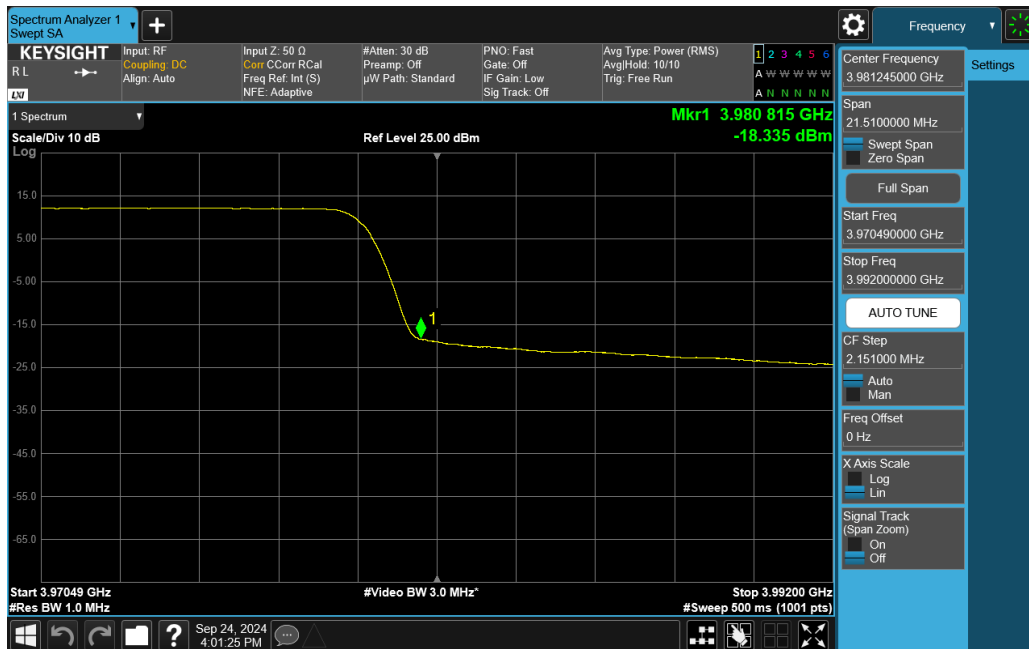 Spectrum Analyzer 1
Swept SA
Frequency
KEYSIGHT
R L
LXI
Input: RF
Coupling: DC
Align: Auto
Input Z: 50 Ω
Corr CCorr RCal
Freq Ref: Int (S)
NFE: Adaptive
#Atten: 30 dB
Preamp: Off
µW Path: Standard
PNO: Fast
Gate: Off
IF Gain: Low
Sig Track: Off
Avg Type: Power (RMS)
Avg|Hold: 10/10
Trig: Free Run
1 2 3 4 5 6
A W W W W W
A N N N N N
1 Spectrum
Scale/Div 10 dB
Log
Ref Level 25.00 dBm
Mkr1 3.980 815 GHz
-18.335 dBm
15.0
5.00
-5.00
-15.0
-25.0
-35.0
-45.0
-55.0
-65.0
1
Start 3.97049 GHz
#Res BW 1.0 MHz
#Video BW 3.0 MHz*
Stop 3.99200 GHz
#Sweep 500 ms (1001 pts)
Sep 24, 2024
4:01:25 PM
Center Frequency
3.981245000 GHz
Span
21.5100000 MHz
Swept Span
Zero Span
Full Span
Start Freq
3.970490000 GHz
Stop Freq
3.992000000 GHz
AUTO TUNE
CF Step
2.151000 MHz
Auto
Man
Freq Offset
0 Hz
X Axis Scale
Log
Lin
Signal Track
(Span Zoom)
On
Off
Settings